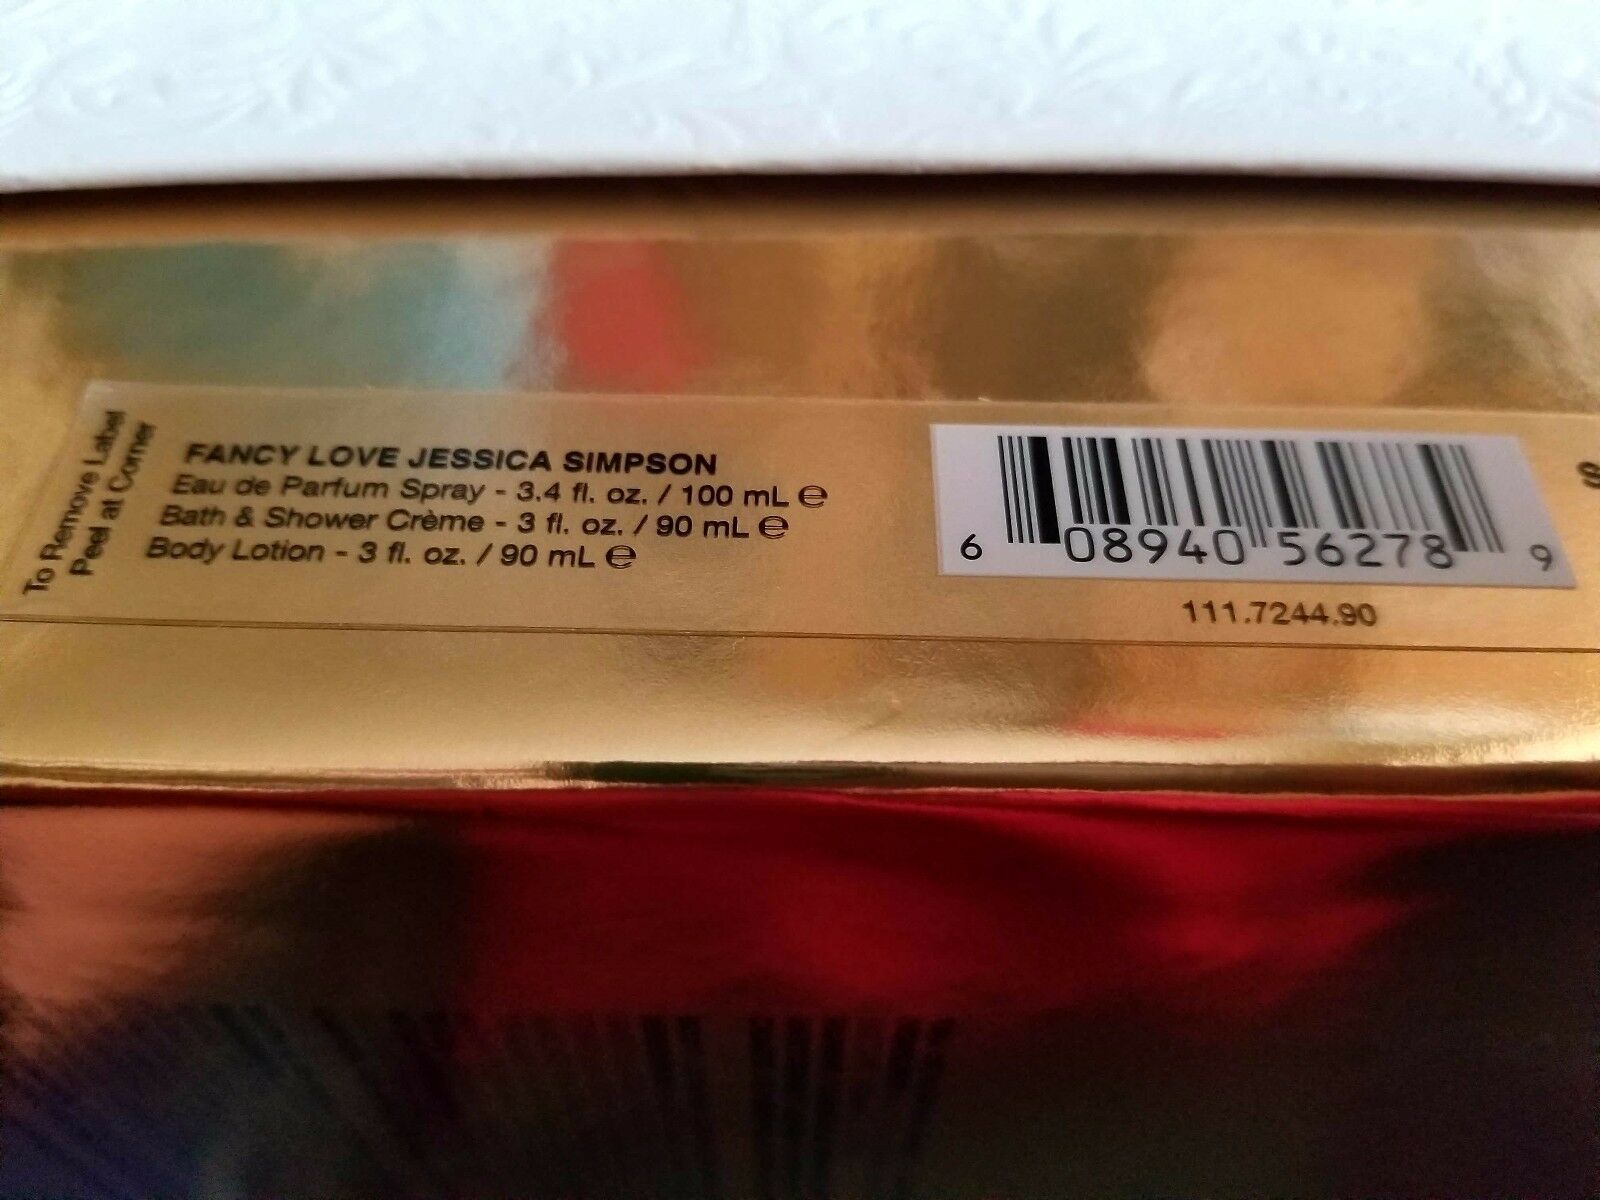 To Remove Label
Peel at Corner
FANCY LOVE JESSICA SIMPSON
Eau de Parfum Spray - 3.4 fl. oz. / 100 mL ℮
Bath & Shower Crème - 3 fl. oz. / 90 mL ℮
Body Lotion - 3 fl. oz. / 90 mL ℮
6 08940 56278 9
111.7244.90